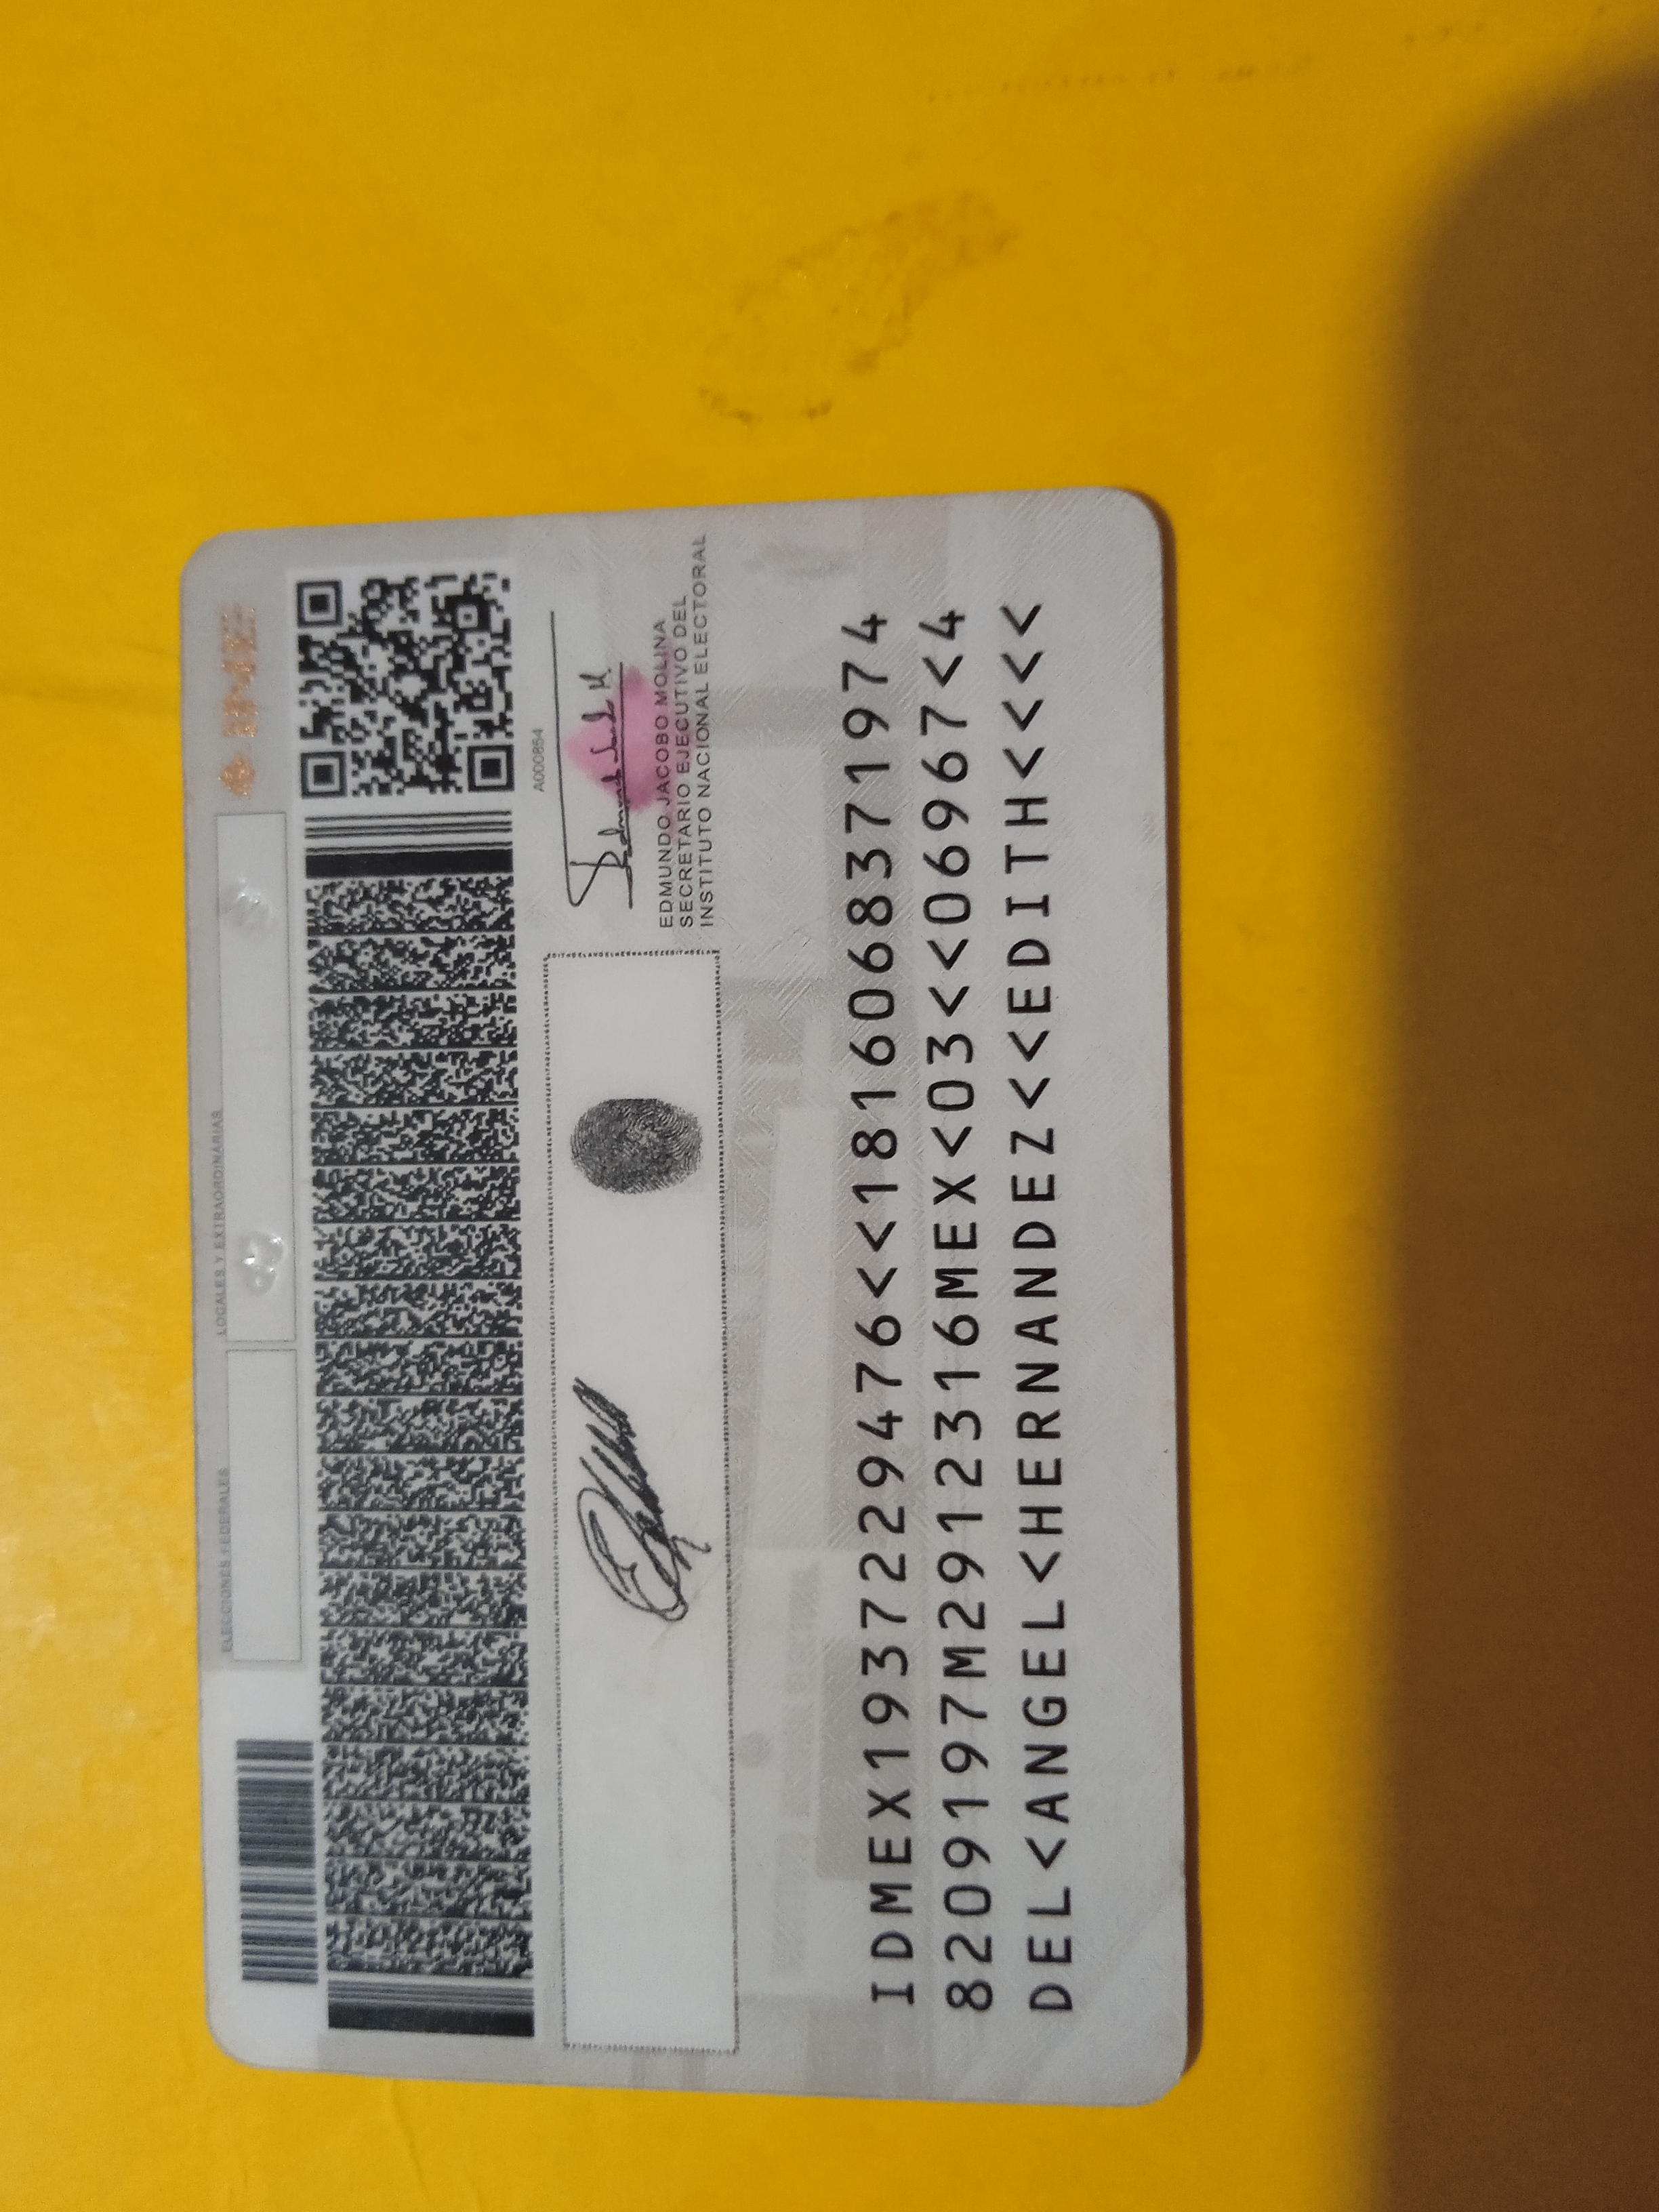 INE
ELECCIONES FEDERALES
LOCALES Y EXTRAORDINARIAS
A000854
EDMUNDO JACOBO MOLINA
SECRETARIO EJECUTIVO DEL
INSTITUTO NACIONAL ELECTORAL
IDMEX1937229476<<1816068371974
8209197M2912316MEX<03<<06967<4
DEL<ANGEL<HERNANDEZ<<EDITH<<<<